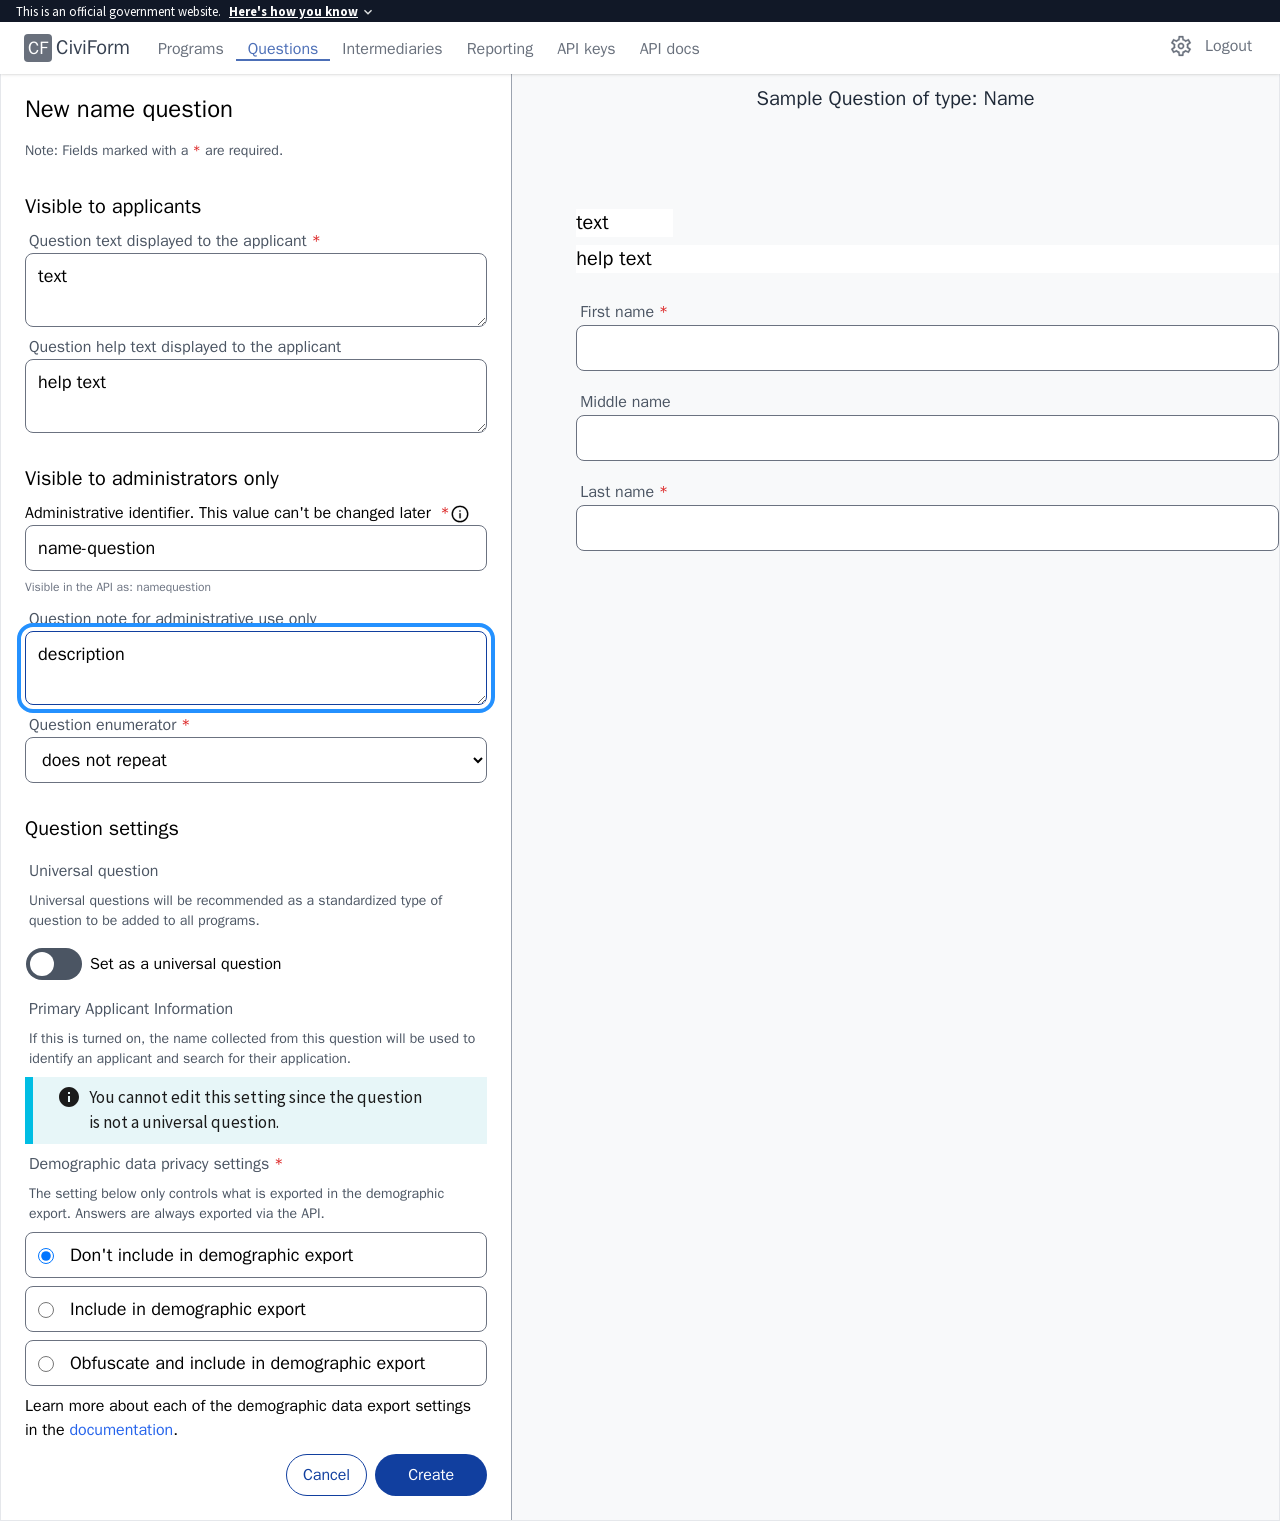 This is an official government website. Here's how you know
CF CiviForm Programs Questions Intermediaries Reporting API keys API docs Logout
New name question
Note: Fields marked with a * are required.
Visible to applicants
Question text displayed to the applicant *
text
Question help text displayed to the applicant
help text
Visible to administrators only
Administrative identifier. This value can't be changed later *
name-question
Visible in the API as: namequestion
Question note for administrative use only
description
Question enumerator *
does not repeat
Question settings
Universal question
Universal questions will be recommended as a standardized type of
question to be added to all programs.
Set as a universal question
Primary Applicant Information
If this is turned on, the name collected from this question will be used to
identify an applicant and search for their application.
You cannot edit this setting since the question
is not a universal question.
Demographic data privacy settings *
The setting below only controls what is exported in the demographic
export. Answers are always exported via the API.
Don't include in demographic export
Include in demographic export
Obfuscate and include in demographic export
Learn more about each of the demographic data export settings
in the documentation.
Cancel Create
Sample Question of type: Name
text
help text
First name *
Middle name
Last name *